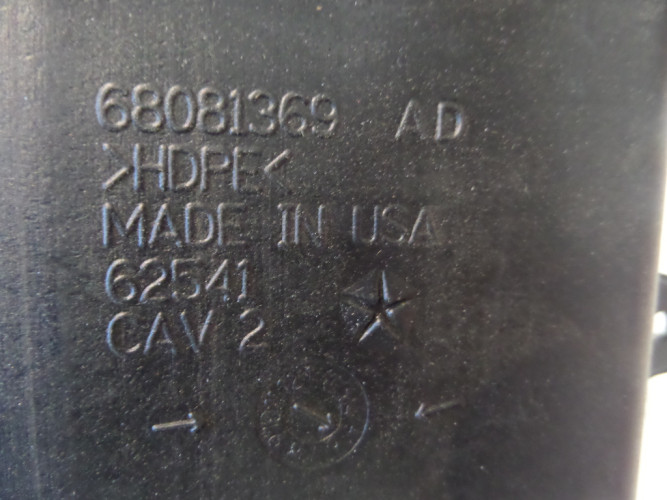 68081369 AD
>HDPE<
MADE IN USA
62541
CAV 2